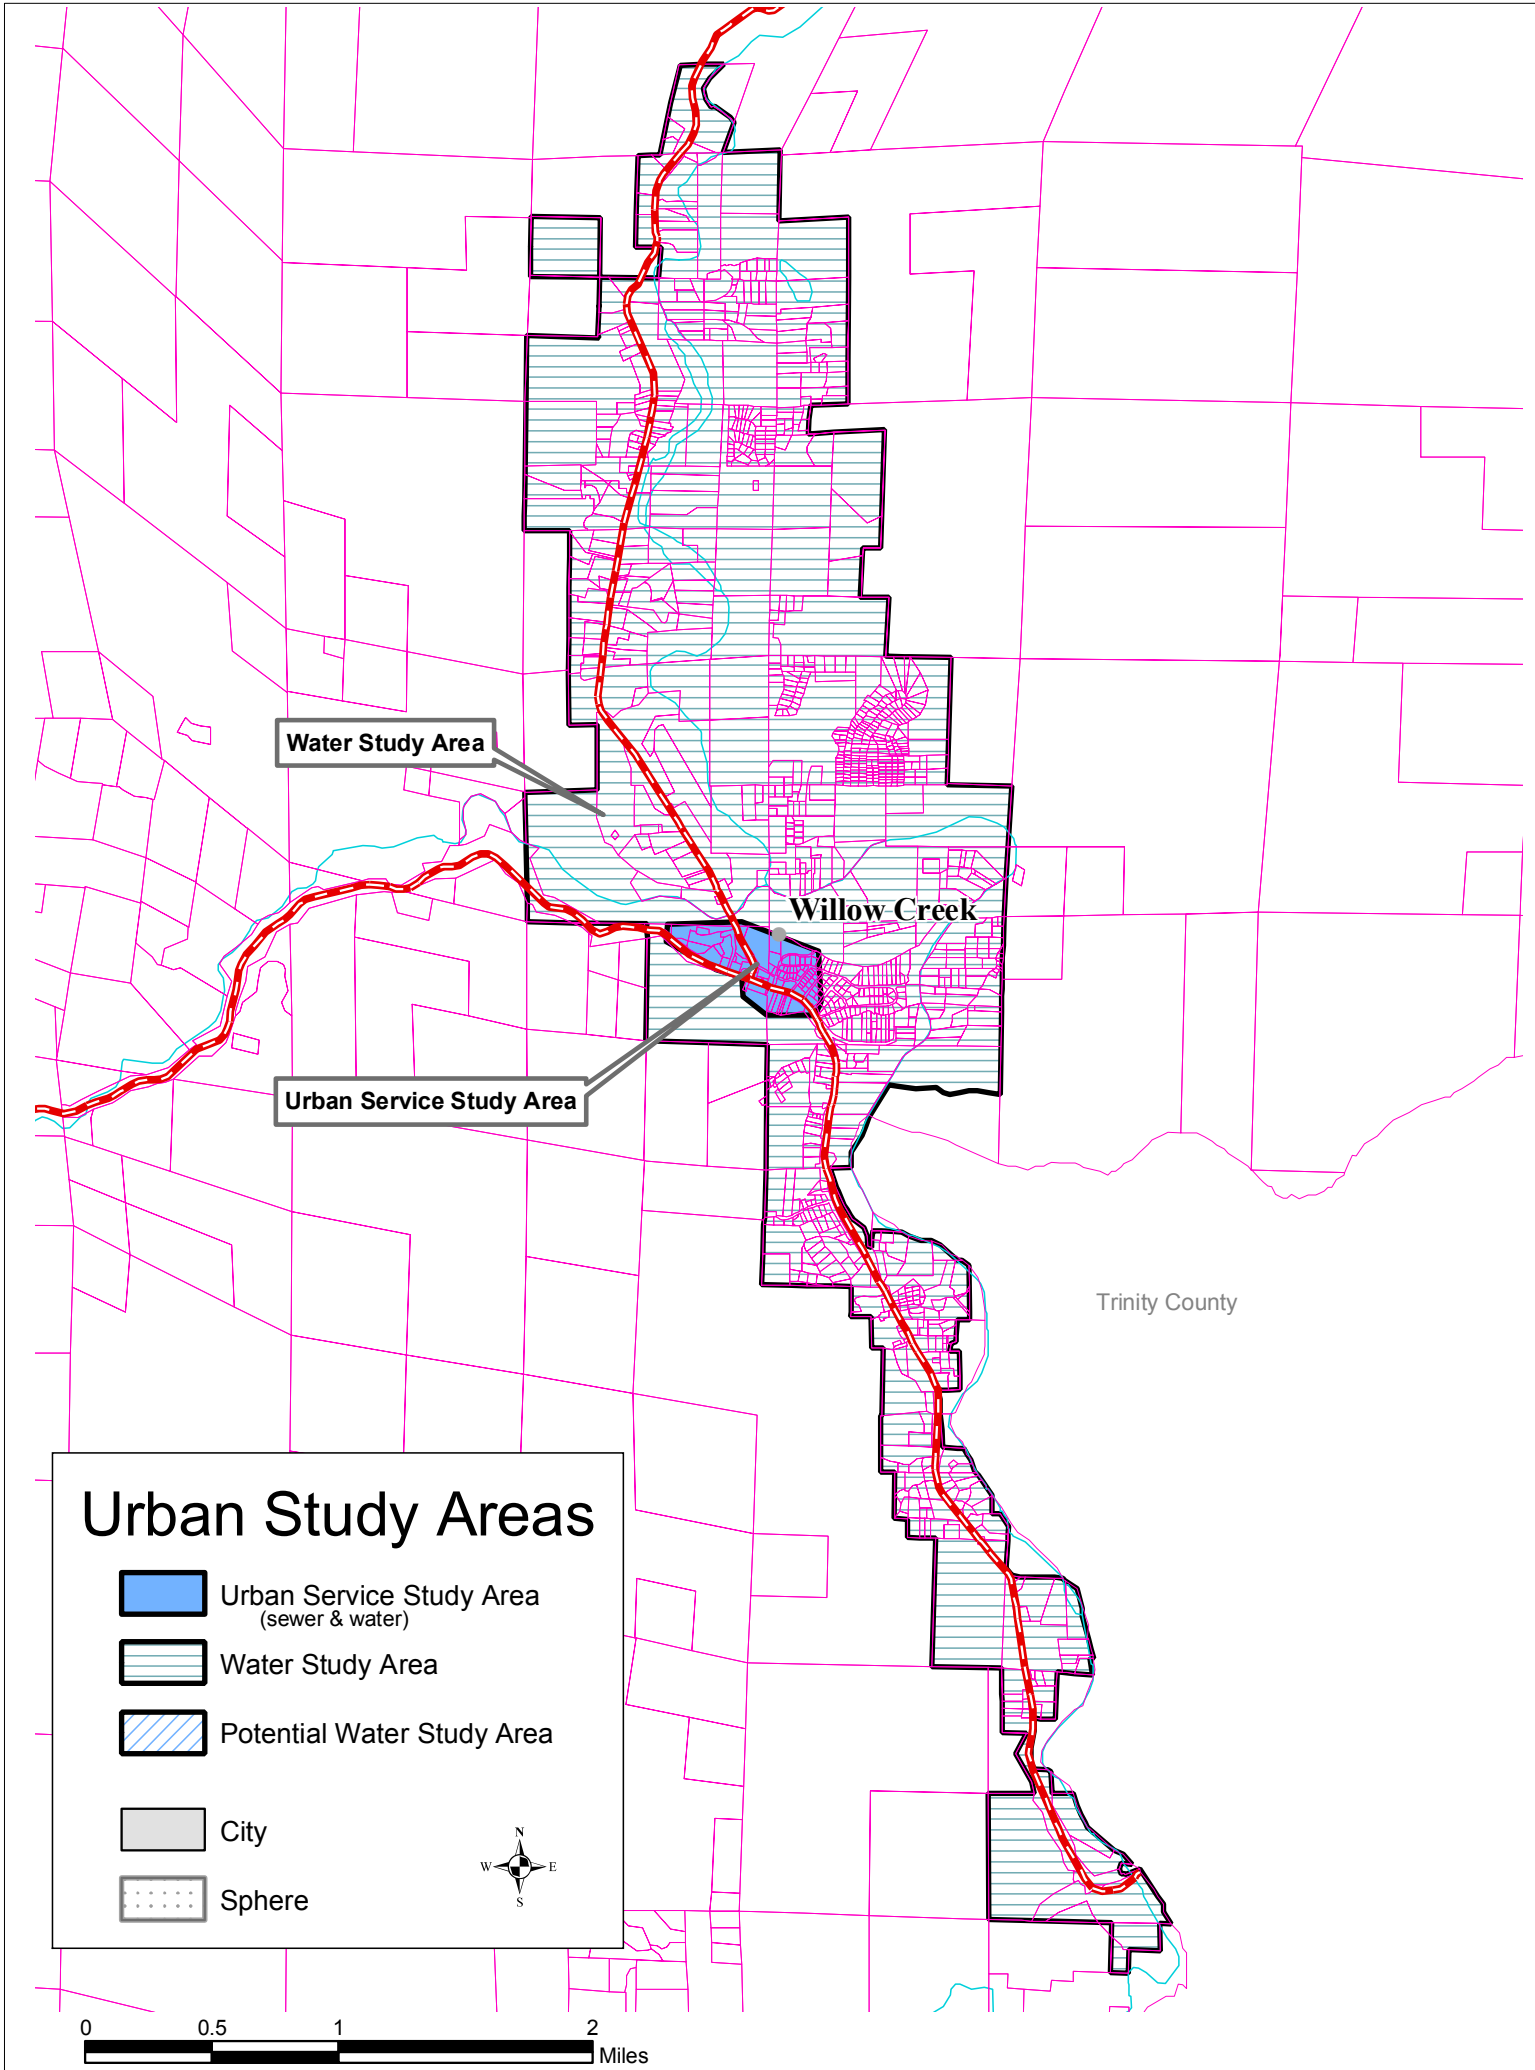 Water Study Area
Willow Creek
Urban Service Study Area
Trinity County
Urban Study Areas
Urban Service Study Area
(sewer & water)
Water Study Area
Potential Water Study Area
City
Sphere
N
W E
S
0 0.5 1 2
Miles